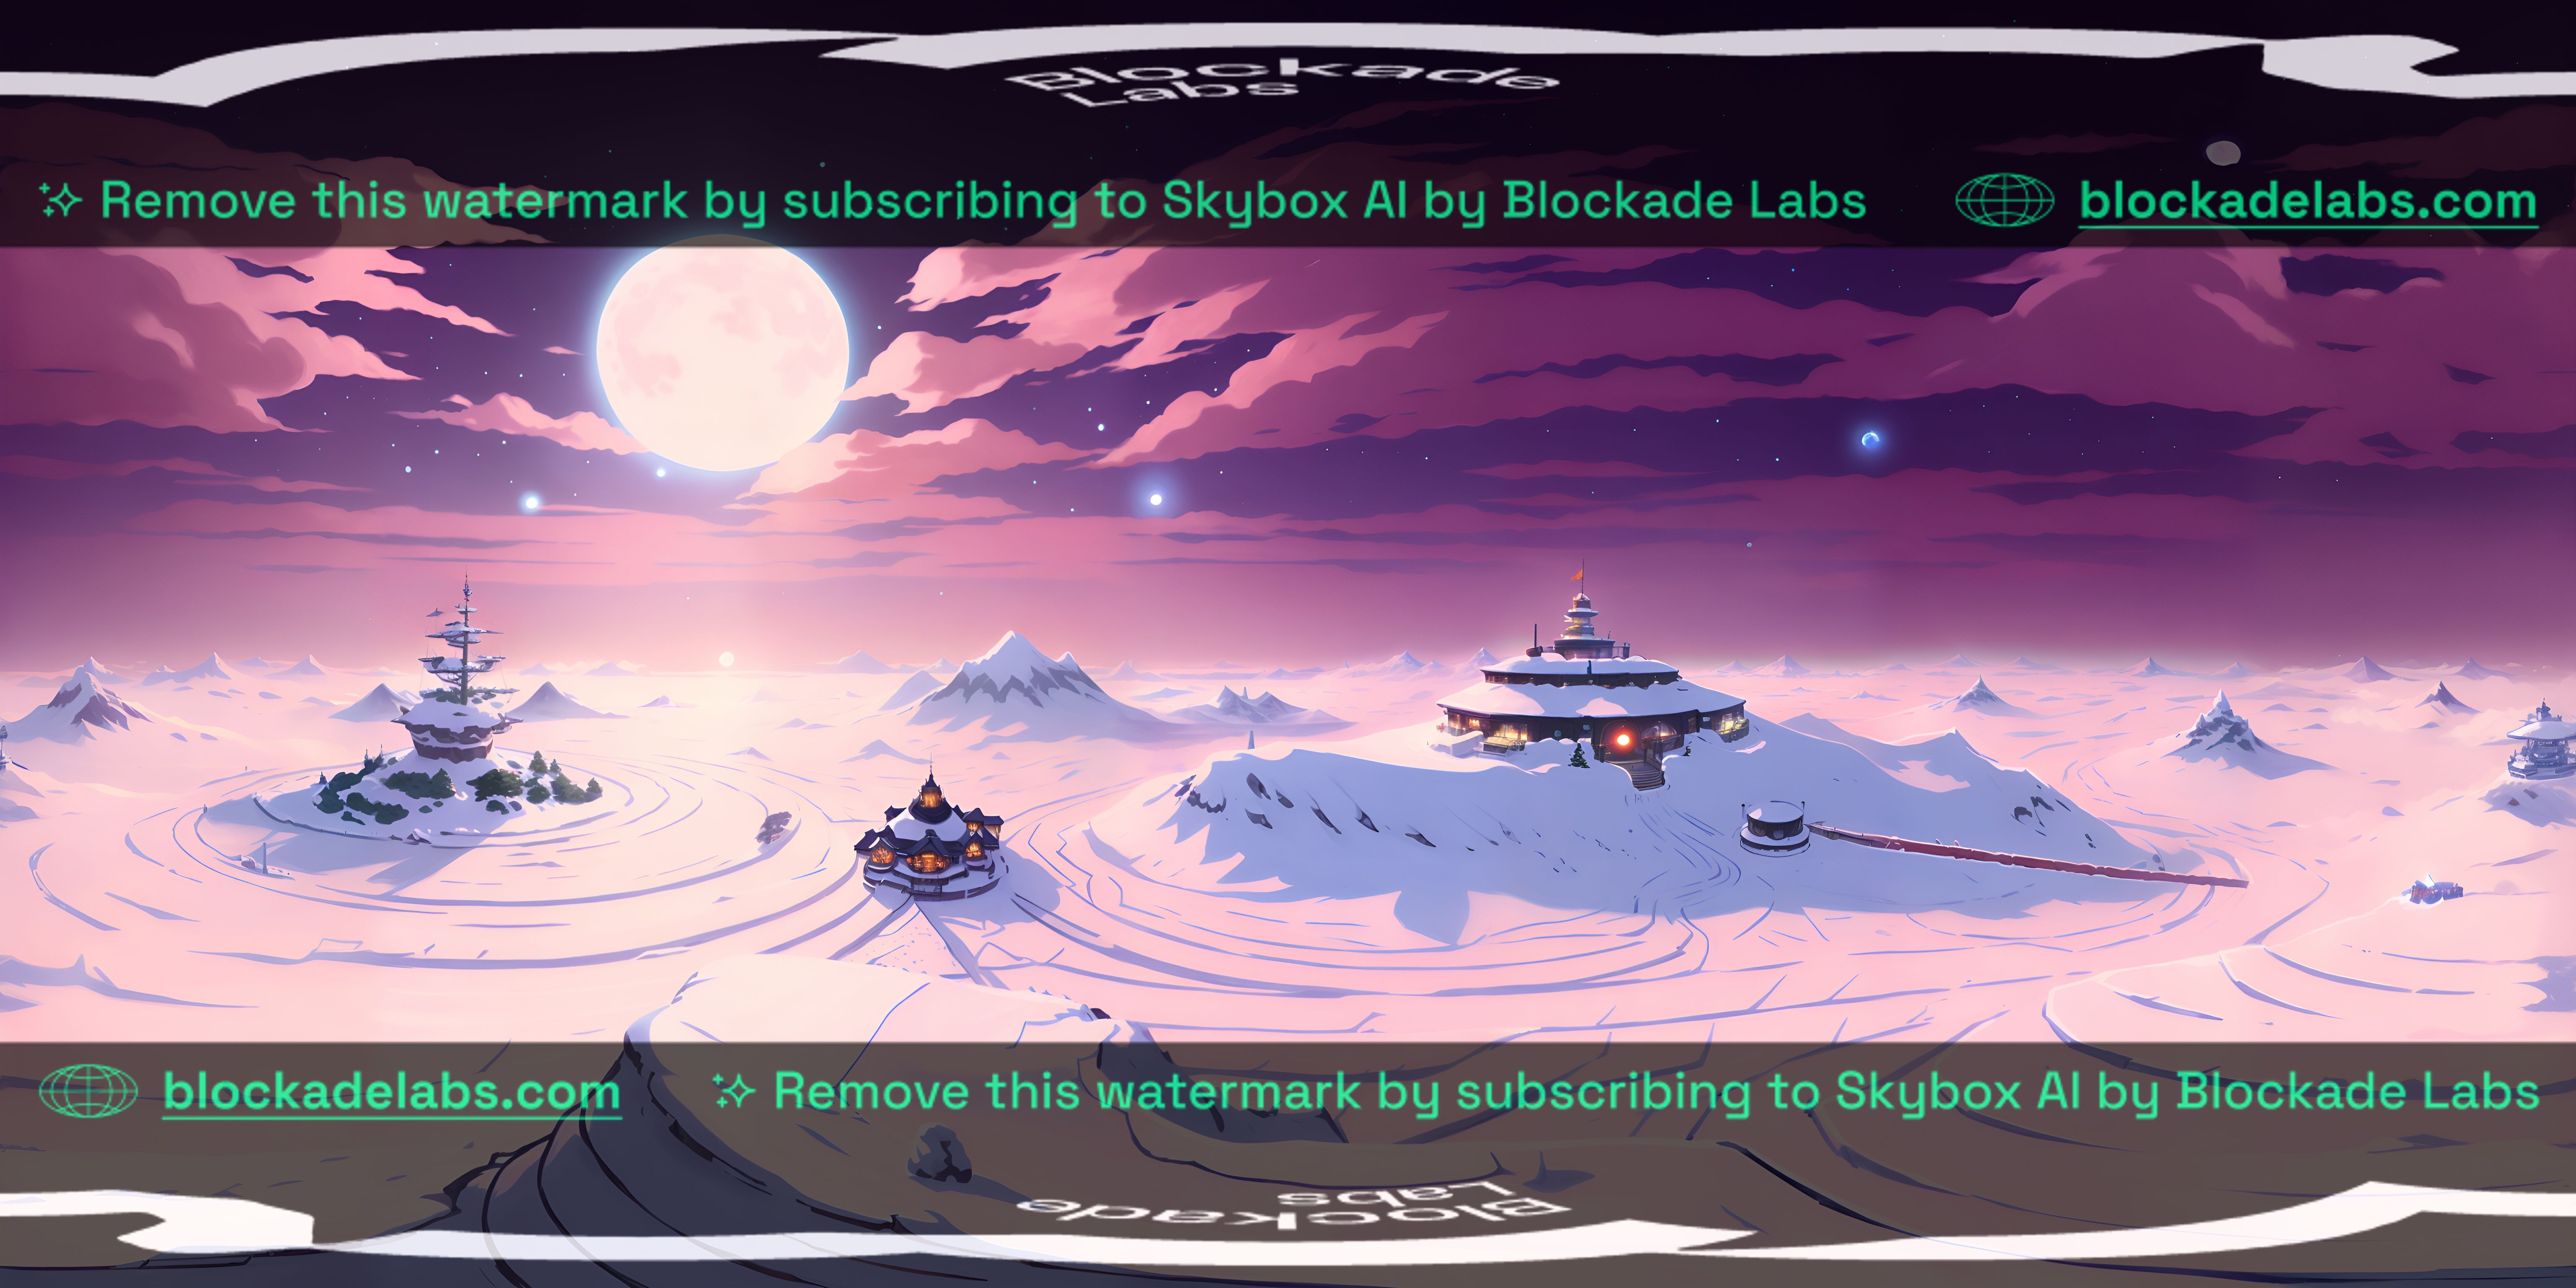 Blockade
Labs
Remove this watermark by subscribing to Skybox AI by Blockade Labs
blockadelabs.com
blockadelabs.com
Remove this watermark by subscribing to Skybox AI by Blockade Labs
Labs
Blockade